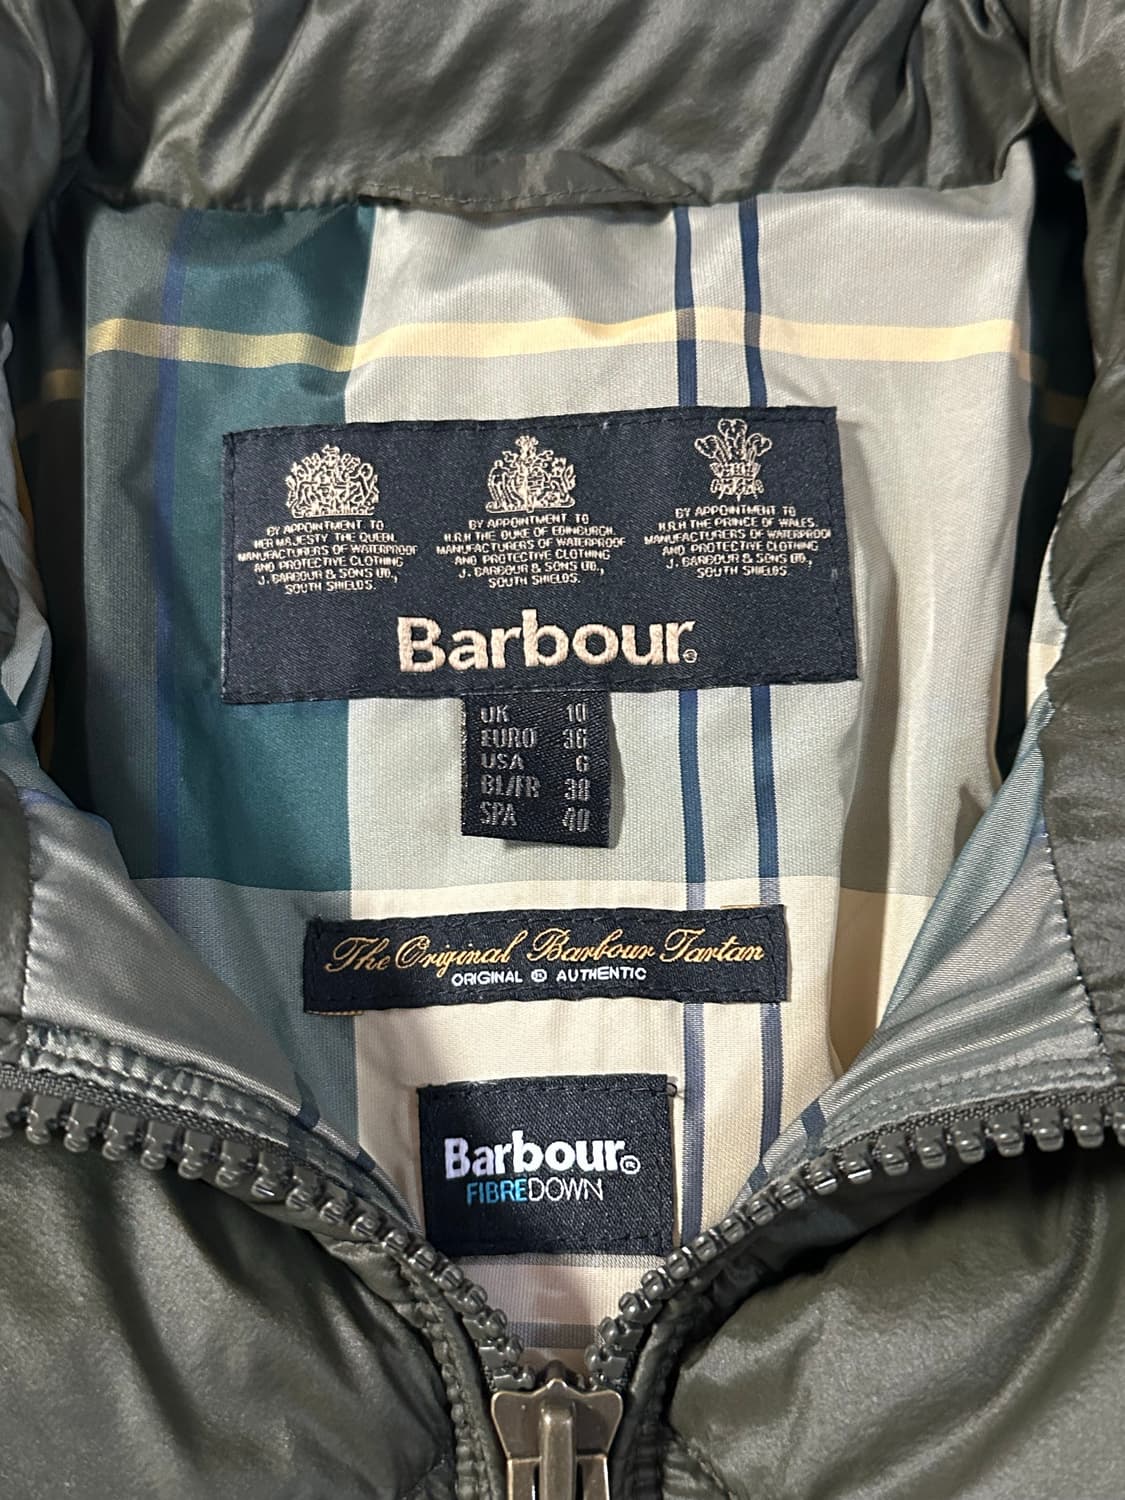 BY APPOINTMENT TO
HER MAJESTY THE QUEEN
MANUFACTURERS OF WATERPROOF
AND PROTECTIVE CLOTHING
J. BARBOUR & SONS LTD.,
SOUTH SHIELDS.
BY APPOINTMENT TO
H.R.H THE DUKE OF EDINBURGH.
MANUFACTURERS OF WATERPROOF
AND PROTECTIVE CLOTHING
J. BARBOUR & SONS LTD.,
SOUTH SHIELDS.
BY APPOINTMENT TO
H.R.H THE PRINCE OF WALES.
MANUFACTURERS OF WATERPROOF
AND PROTECTIVE CLOTHING
J. BARBOUR & SONS LTD.,
SOUTH SHIELDS.
Barbour®
UK 10
EURO 36
USA 6
BL/FR 38
SPA 40
The Original Barbour Tartan
ORIGINAL ® AUTHENTIC
Barbour®
FIBREDOWN